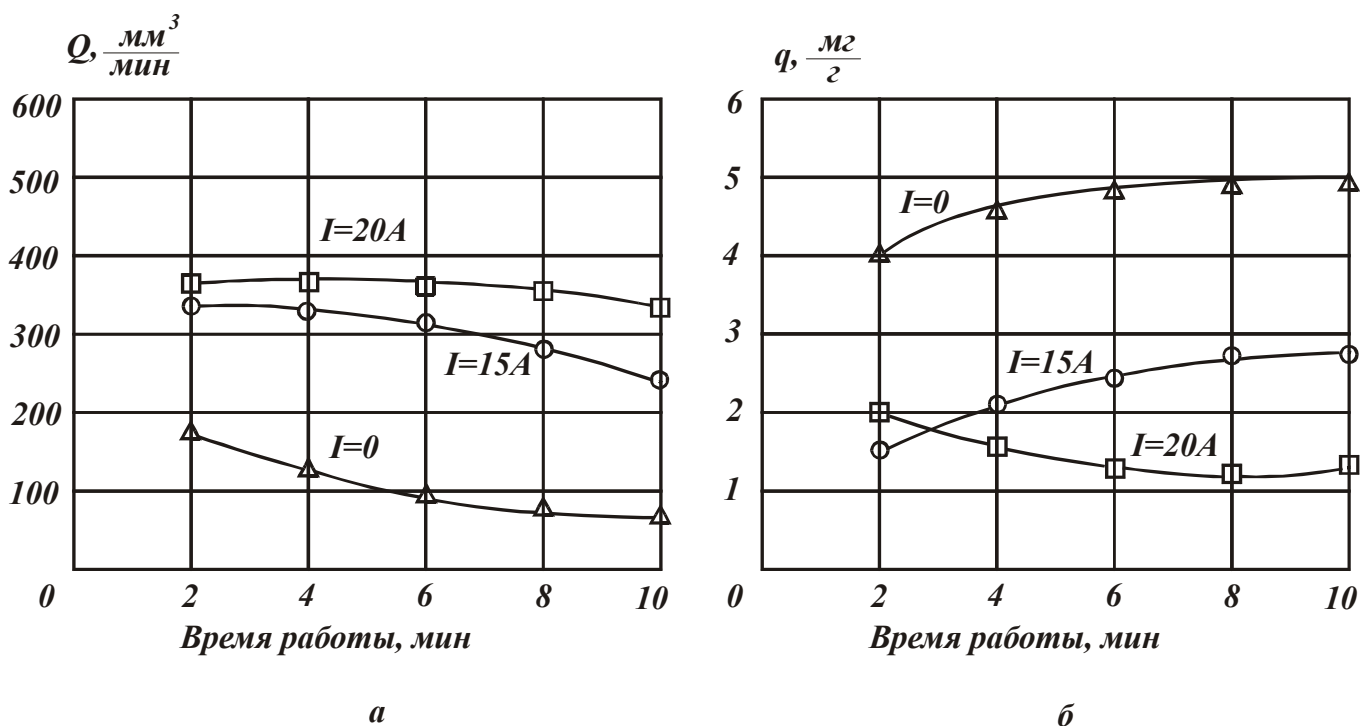 Q, мм³/мин
600
500
400
300
200
100
0
I=20A
I=15A
I=0
2 4 6 8 10
Время работы, мин
а
q, мг/г
6
5
4
3
2
1
0
I=0
I=15A
I=20A
2 4 6 8 10
Время работы, мин
б